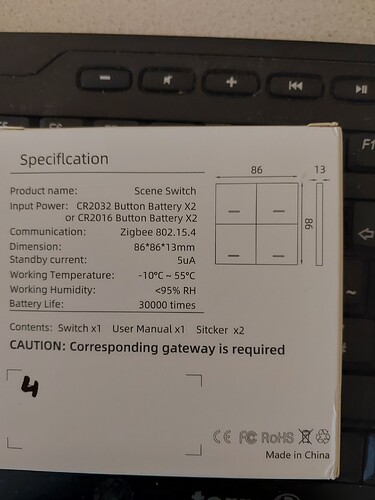 F1
Speciflcation
Product name: Scene Switch
Input Power: CR2032 Button Battery X2
or CR2016 Button Battery X2
Communication: Zigbee 802.15.4
Dimension: 86*86*13mm
Standby current: 5uA
Working Temperature: -10°C ~ 55°C
Working Humidity: <95% RH
Battery Life: 30000 times
86
13
86
Contents: Switch x1 User Manual x1 Sitcker x2
CAUTION: Corresponding gateway is required
4
CE FC RoHS
Made in China